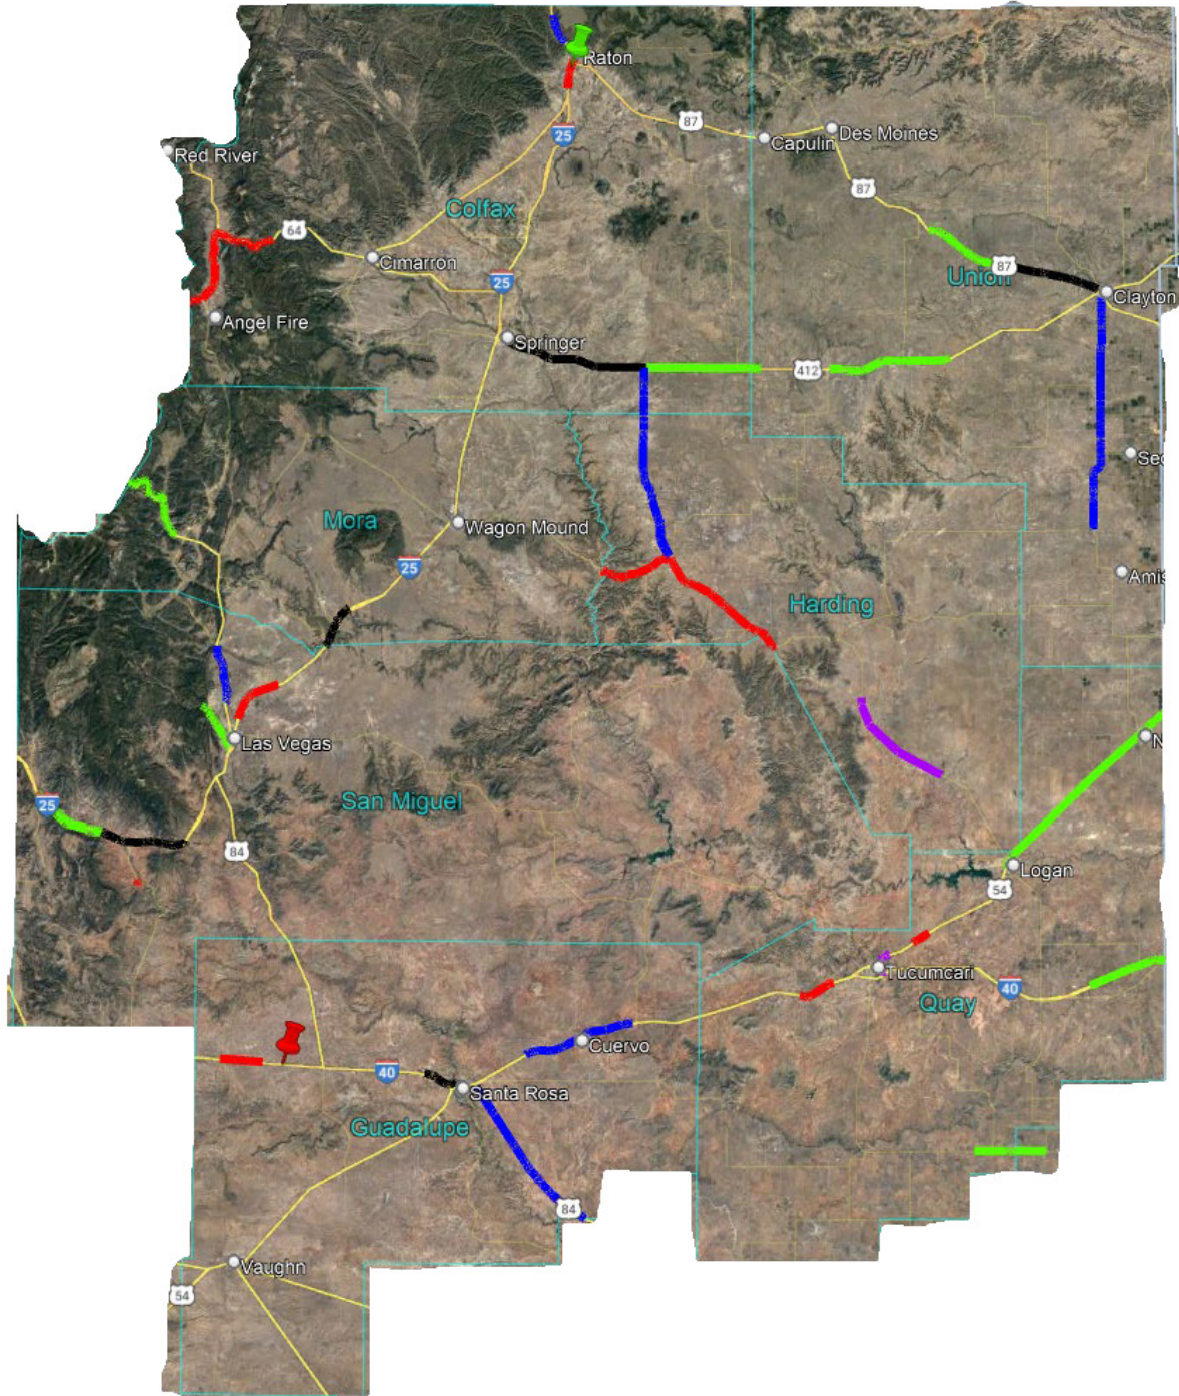 Raton
25
87
Capulin
Des Moines
Red River
87
Colfax
64
Cimarron
25
87
Union
Clayton
Angel Fire
Springer
412
Sec
Mora
Wagon Mound
25
Amis
Harding
Las Vegas
N
25
San Miguel
84
Logan
54
Tucumcari
40
Quay
Cuervo
40
Santa Rosa
Guadalupe
84
Vaughn
54